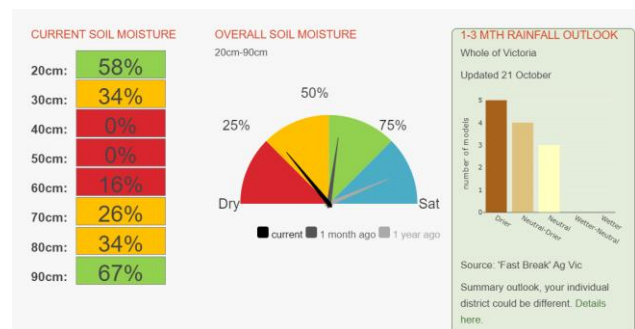 CURRENT SOIL MOISTURE
20cm: 58%
30cm: 34%
40cm: 0%
50cm: 0%
60cm: 16%
70cm: 26%
80cm: 34%
90cm: 67%
OVERALL SOIL MOISTURE
20cm-90cm
50%
25% 75%
Dry Sat
current 1 month ago 1 year ago
1-3 MTH RAINFALL OUTLOOK
Whole of Victoria
Updated 21 October
number of models
5
4
3
2
1
0
Drier Neutral-Drier Neutral Wetter-Neutral Wetter
Source: 'Fast Break' Ag Vic
Summary outlook, your individual
district could be different. Details
here.